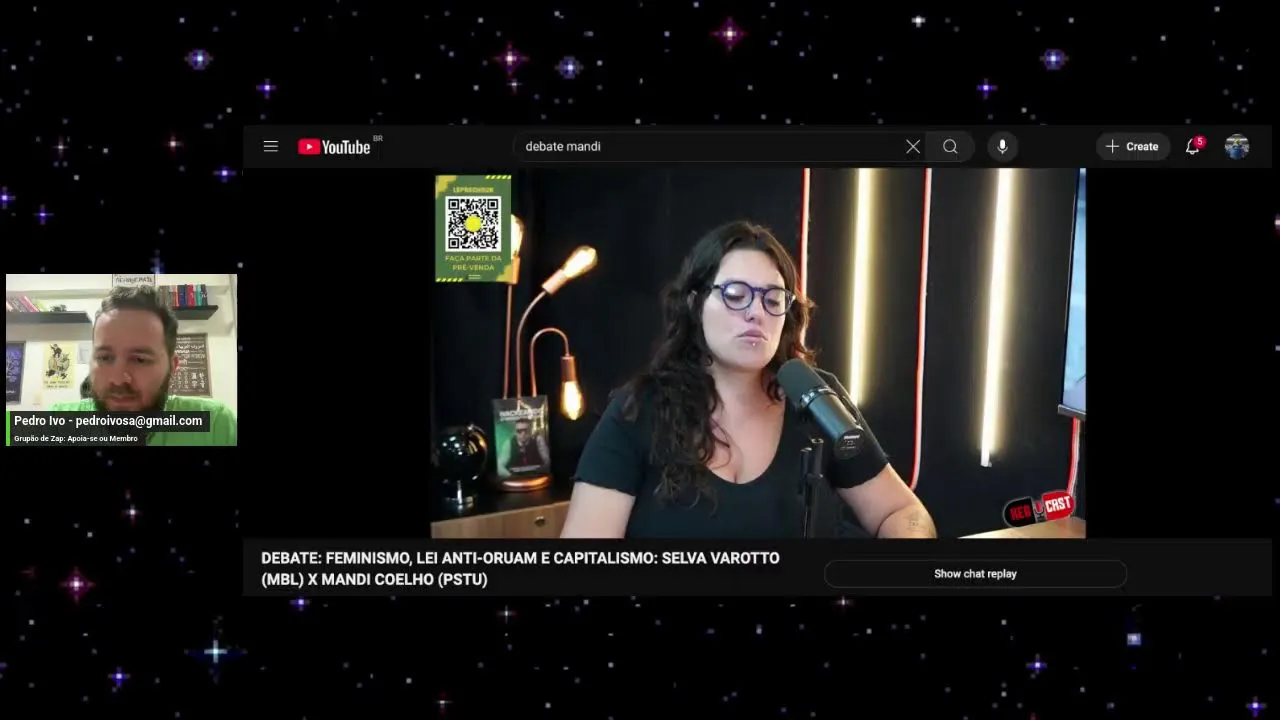 YouTube BR
debate mandi
Create
5
FAÇA PARTE DA
PRÉ-VENDA
RED CAST
Pedro Ivo - pedroivosa@gmail.com
Grupão de Zap: Apoia-se ou Membro
DEBATE: FEMINISMO, LEI ANTI-ORUAM E CAPITALISMO: SELVA VAROTTO
(MBL) X MANDI COELHO (PSTU)
Show chat replay